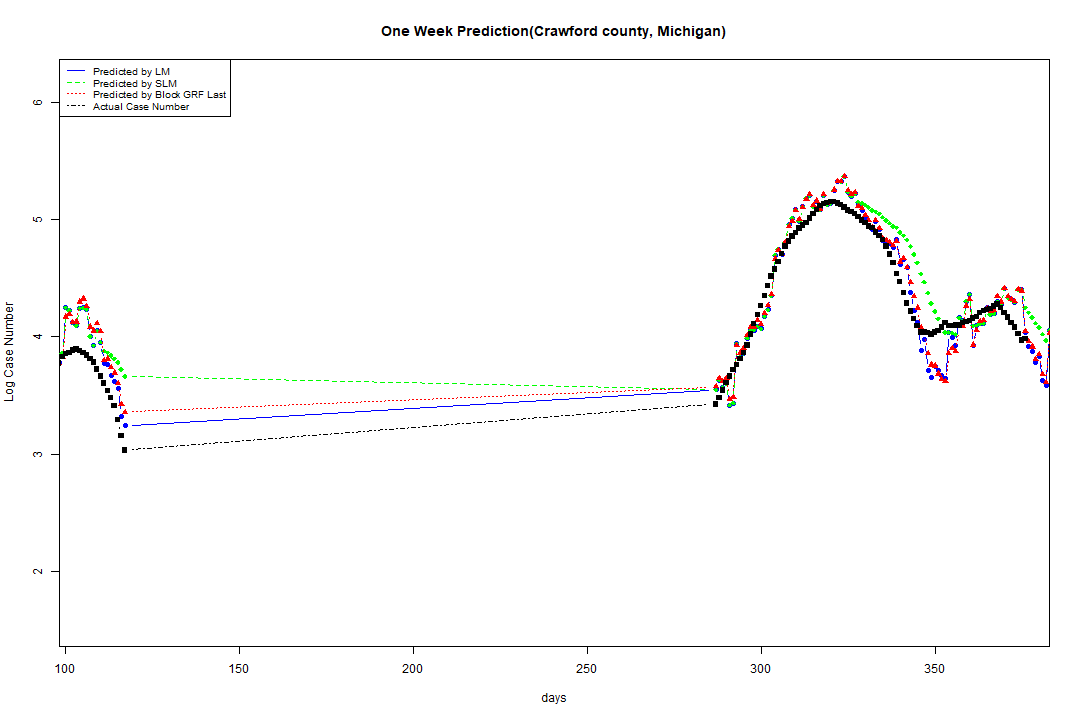 One Week Prediction(Crawford county, Michigan)
Predicted by LM
Predicted by SLM
Predicted by Block GRF Last
Actual Case Number
6
5
4
3
2
Log Case Number
100 150 200 250 300 350
days